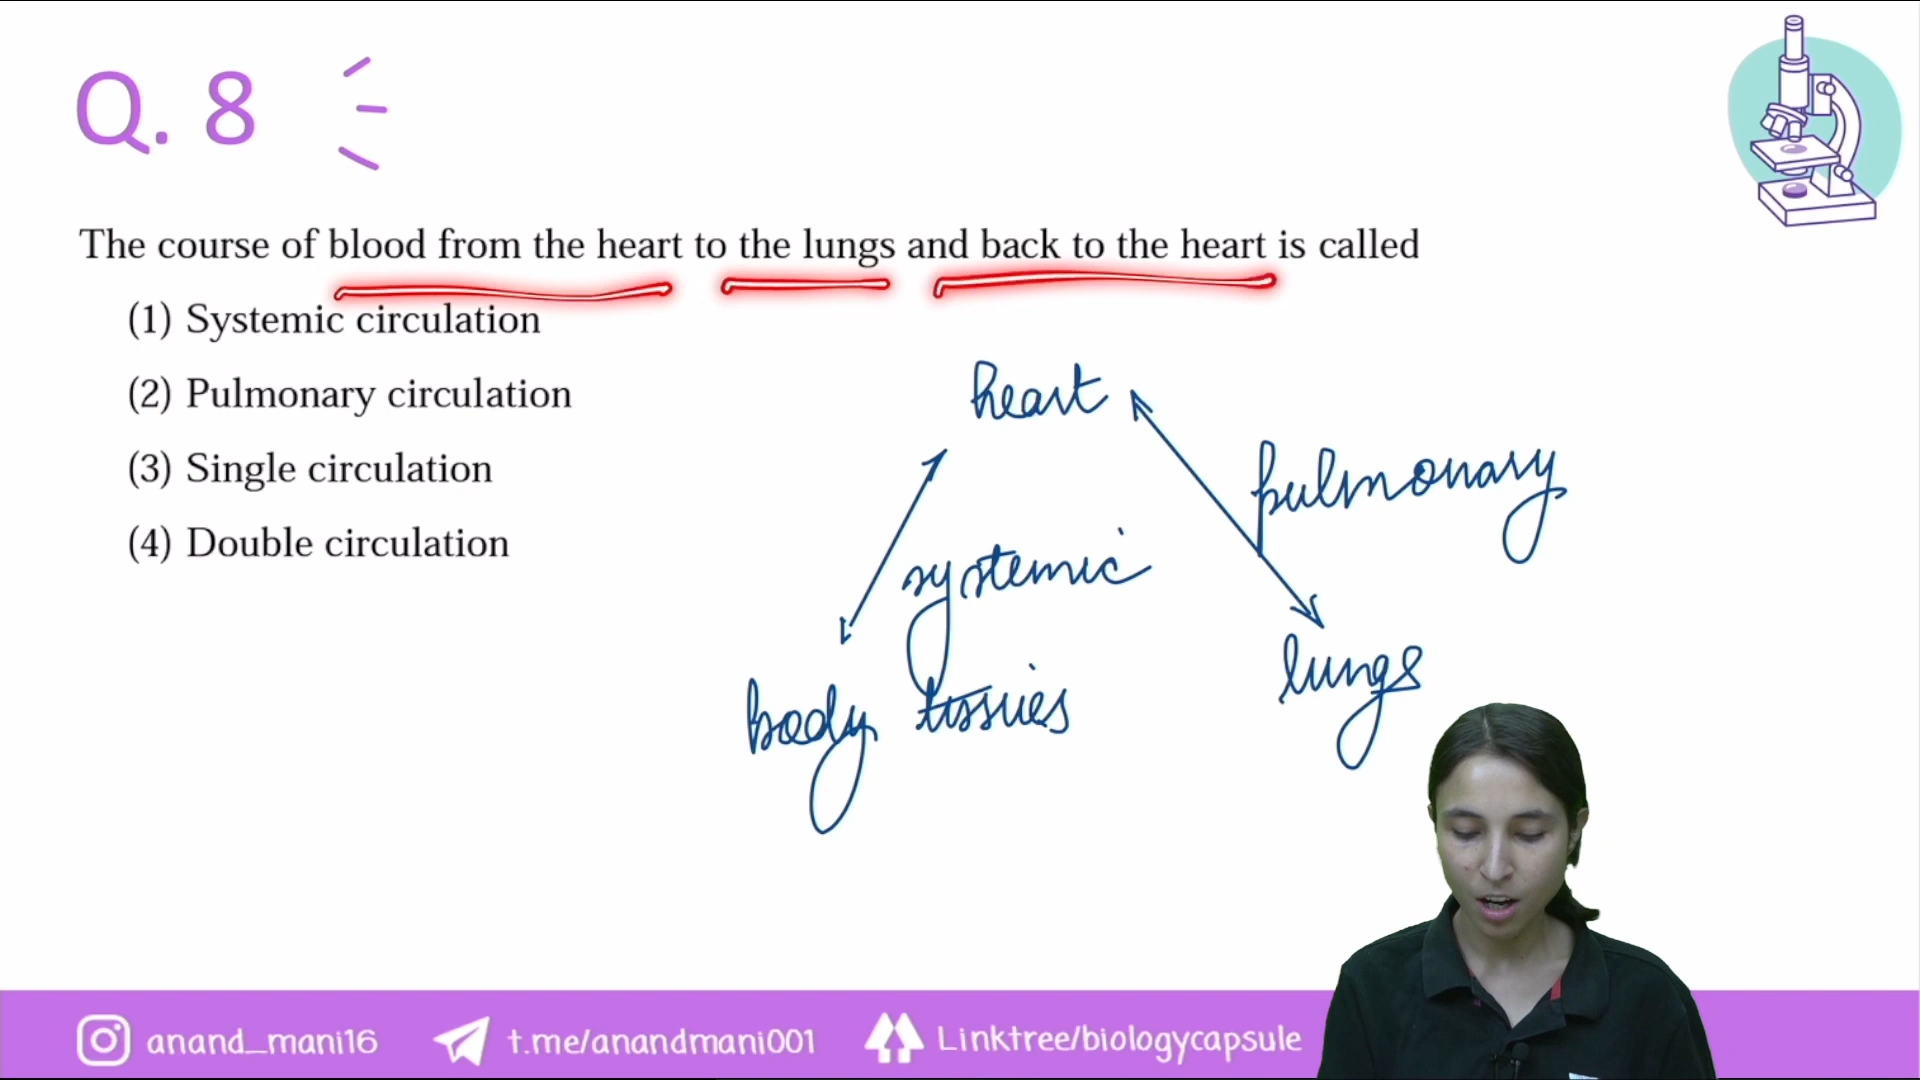 Q. 8
The course of blood from the heart to the lungs and back to the heart is called
(1) Systemic circulation
(2) Pulmonary circulation
(3) Single circulation
(4) Double circulation
heart
pulmonary
systemic
body tissues
lungs
anand_mani16
t.me/anandmani001
Linktree/biologycapsule